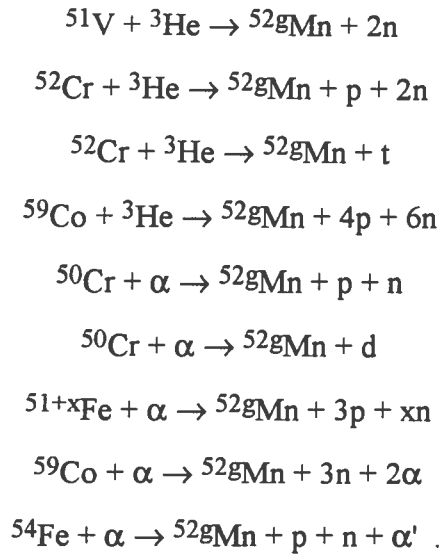 ⁵¹V + ³He → ⁵²ᵍMn + 2n
⁵²Cr + ³He → ⁵²ᵍMn + p + 2n
⁵²Cr + ³He → ⁵²ᵍMn + t
⁵⁹Co + ³He → ⁵²ᵍMn + 4p + 6n
⁵⁰Cr + α → ⁵²ᵍMn + p + n
⁵⁰Cr + α → ⁵²ᵍMn + d
⁵¹⁺ˣFe + α → ⁵²ᵍMn + 3p + xn
⁵⁹Co + α → ⁵²ᵍMn + 3n + 2α
⁵⁴Fe + α → ⁵²ᵍMn + p + n + α' .